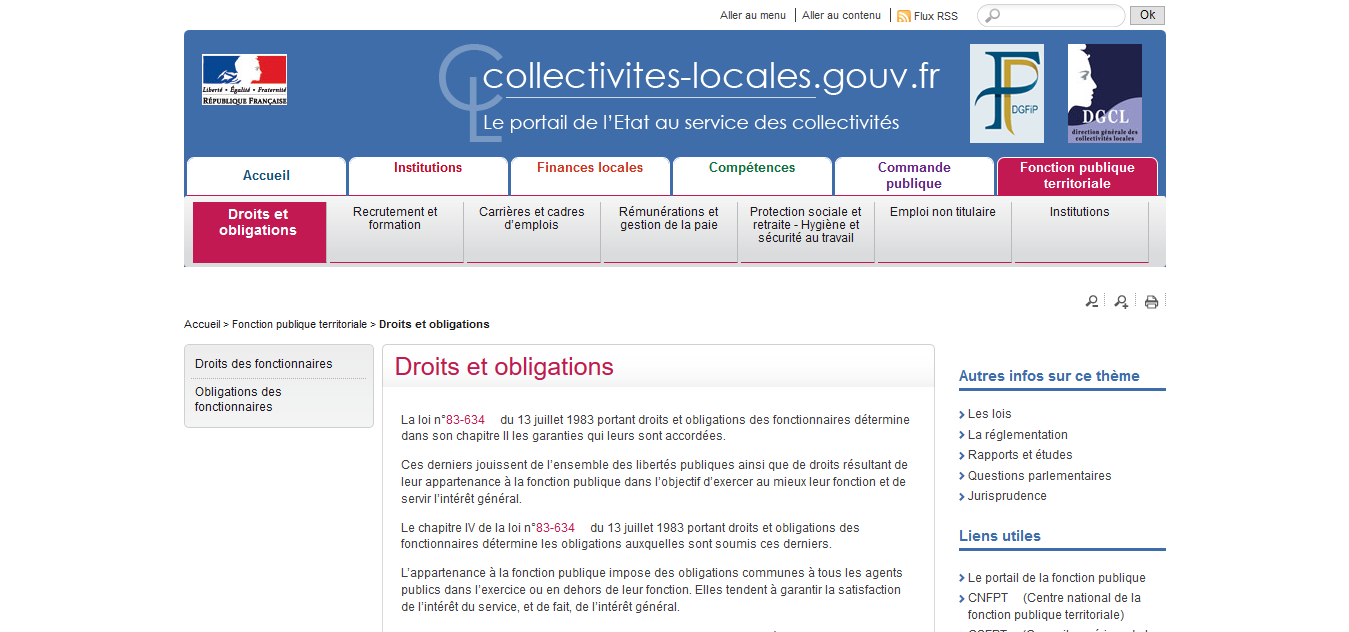 Aller au menu
Aller au contenu
Flux RSS
Ok
Liberté • Égalité • Fraternité
RÉPUBLIQUE FRANÇAISE
collectivites-locales.gouv.fr
Le portail de l'Etat au service des collectivités
DGFiP
DGCL
direction générale des
collectivités locales
Accueil
Institutions
Finances locales
Compétences
Commande
publique
Fonction publique
territoriale
Droits et
obligations
Recrutement et
formation
Carrières et cadres
d'emplois
Rémunérations et
gestion de la paie
Protection sociale et
retraite - Hygiène et
sécurité au travail
Emploi non titulaire
Institutions
Accueil > Fonction publique territoriale > Droits et obligations
Droits des fonctionnaires
Obligations des
fonctionnaires
Droits et obligations
La loi n°83-634 du 13 juillet 1983 portant droits et obligations des fonctionnaires détermine
dans son chapitre II les garanties qui leurs sont accordées.
Ces derniers jouissent de l'ensemble des libertés publiques ainsi que de droits résultant de
leur appartenance à la fonction publique dans l'objectif d'exercer au mieux leur fonction et de
servir l'intérêt général.
Le chapitre IV de la loi n°83-634 du 13 juillet 1983 portant droits et obligations des
fonctionnaires détermine les obligations auxquelles sont soumis ces derniers.
L'appartenance à la fonction publique impose des obligations communes à tous les agents
publics dans l'exercice ou en dehors de leur fonction. Elles tendent à garantir la satisfaction
de l'intérêt du service, et de fait, de l'intérêt général.
Autres infos sur ce thème
Les lois
La réglementation
Rapports et études
Questions parlementaires
Jurisprudence
Liens utiles
Le portail de la fonction publique
CNFPT (Centre national de la
fonction publique territoriale)